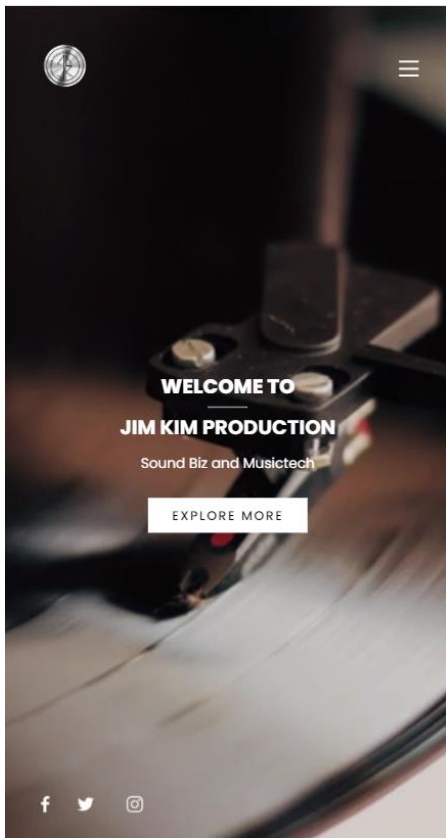 WELCOME TO
JIM KIM PRODUCTION
Sound Biz and Musictech
EXPLORE MORE